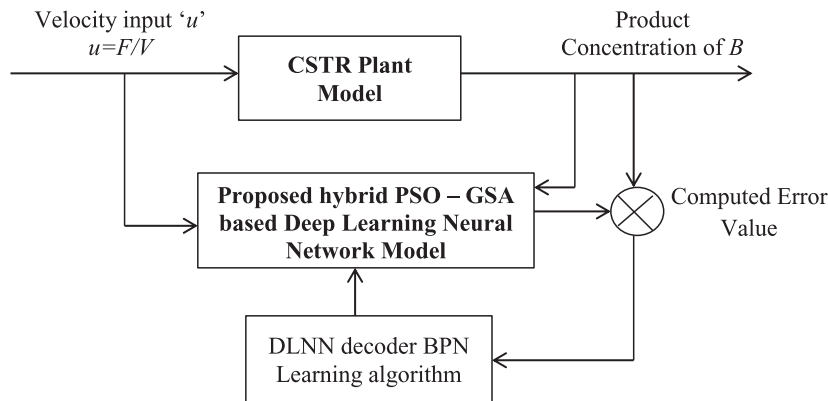 Velocity input ‘u’
u=F/V
Product
Concentration of B
CSTR Plant
Model
Proposed hybrid PSO – GSA
based Deep Learning Neural
Network Model
Computed Error
Value
DLNN decoder BPN
Learning algorithm